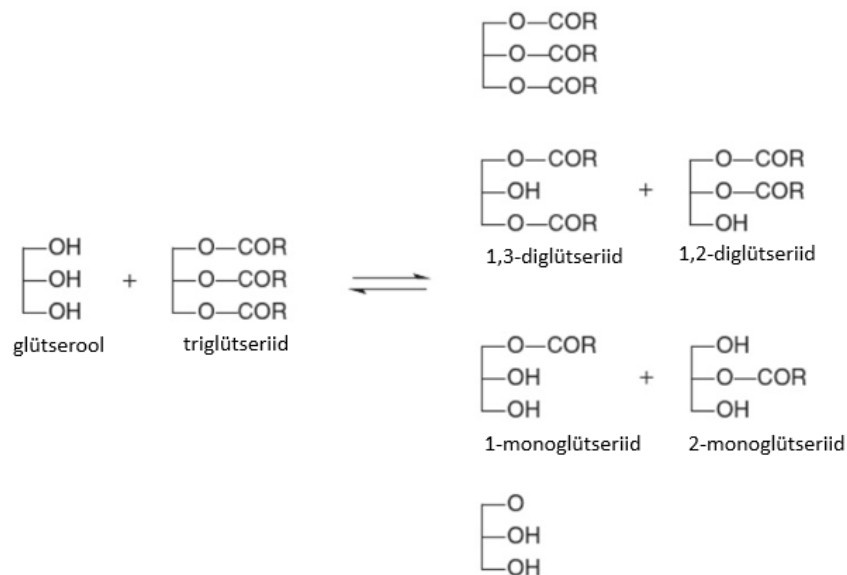 O—COR
O—COR
O—COR
O—COR
OH
O—COR
+
O—COR
O—COR
OH
1,3-diglütseriid
1,2-diglütseriid
OH
OH
OH
glütserool
+
O—COR
O—COR
O—COR
triglütseriid
O—COR
OH
OH
+
OH
O—COR
OH
1-monoglütseriid
2-monoglütseriid
O
OH
OH